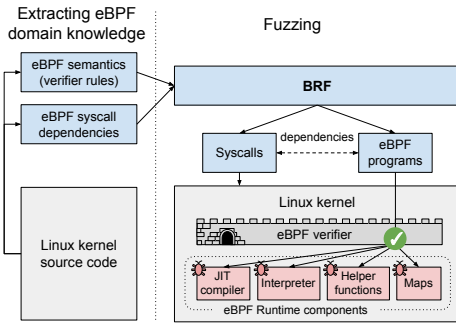 Extracting eBPF
domain knowledge
Fuzzing
eBPF semantics
(verifier rules)
BRF
eBPF syscall
dependencies
dependencies
Syscalls
eBPF
programs
Linux kernel
source code
Linux kernel
eBPF verifier
JIT
compiler
Interpreter
Helper
functions
Maps
eBPF Runtime components